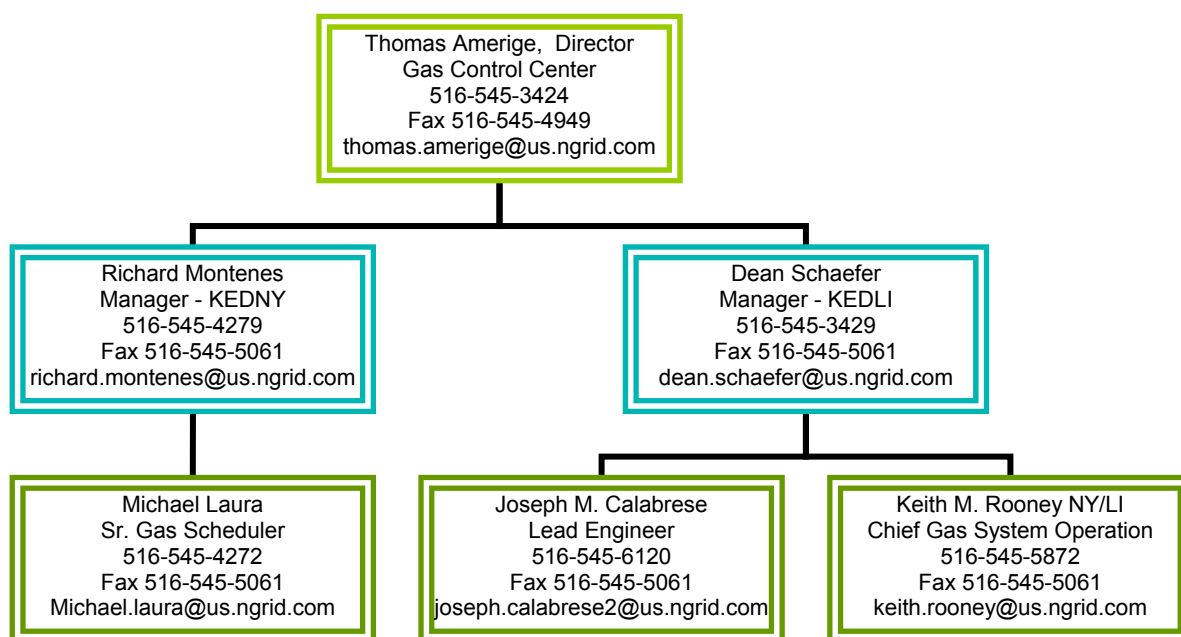 Thomas Amerige,  Director
Gas Control Center
516-545-3424
Fax 516-545-4949
thomas.amerige@us.ngrid.com
Richard Montenes
Manager - KEDNY
516-545-4279
Fax 516-545-5061
richard.montenes@us.ngrid.com
Dean Schaefer
Manager - KEDLI
516-545-3429
Fax 516-545-5061
dean.schaefer@us.ngrid.com
Michael Laura
Sr. Gas Scheduler
516-545-4272
Fax 516-545-5061
Michael.laura@us.ngrid.com
Joseph M. Calabrese
Lead Engineer
516-545-6120
Fax 516-545-5061
joseph.calabrese2@us.ngrid.com
Keith M. Rooney NY/LI
Chief Gas System Operation
516-545-5872
Fax 516-545-5061
keith.rooney@us.ngrid.com